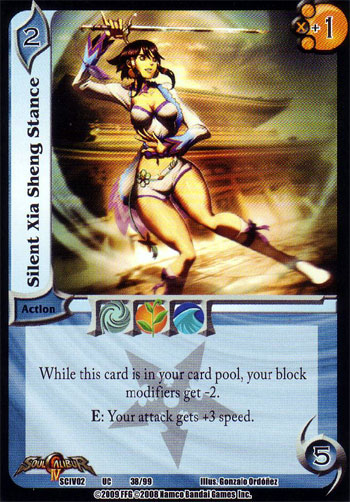 2
+1
Silent Xia Sheng Stance
Action
While this card is in your card pool, your block
modifiers get -2.
E: Your attack gets +3 speed.
5
SOULCALIBUR
IV
SCIV02 UC 38/99 Illus. Gonzalo Ordóñez
©2009 FFG ©2008 Namco Bandai Games Inc.